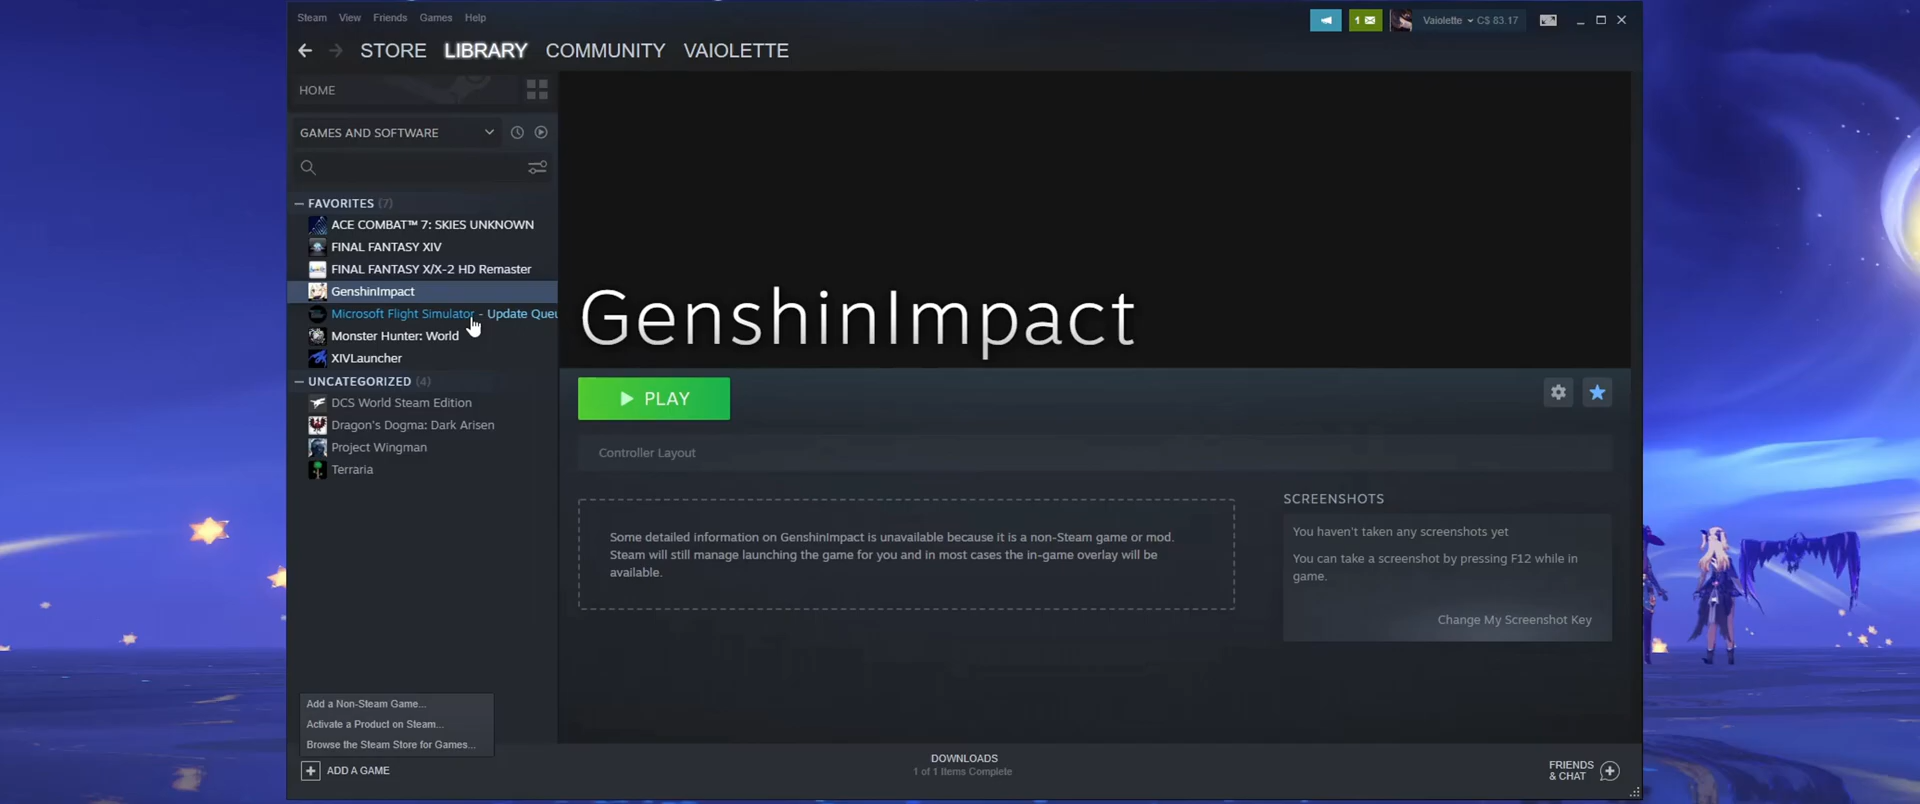 Steam View Friends Games Help
1
Vaiolette C$ 83.17
STORE LIBRARY COMMUNITY VAIOLETTE
HOME
GAMES AND SOFTWARE
— FAVORITES (7)
ACE COMBAT™ 7: SKIES UNKNOWN
FINAL FANTASY XIV
FINAL FANTASY X/X-2 HD Remaster
GenshinImpact
Microsoft Flight Simulator - Update Queu
Monster Hunter: World
XIVLauncher
— UNCATEGORIZED (4)
DCS World Steam Edition
Dragon's Dogma: Dark Arisen
Project Wingman
Terraria
Add a Non-Steam Game...
Activate a Product on Steam...
Browse the Steam Store for Games...
ADD A GAME
GenshinImpact
PLAY
Controller Layout
Some detailed information on GenshinImpact is unavailable because it is a non-Steam game or mod.
Steam will still manage launching the game for you and in most cases the in-game overlay will be
available.
SCREENSHOTS
You haven't taken any screenshots yet
You can take a screenshot by pressing F12 while in
game.
Change My Screenshot Key
DOWNLOADS
1 of 1 Items Complete
FRIENDS
& CHAT